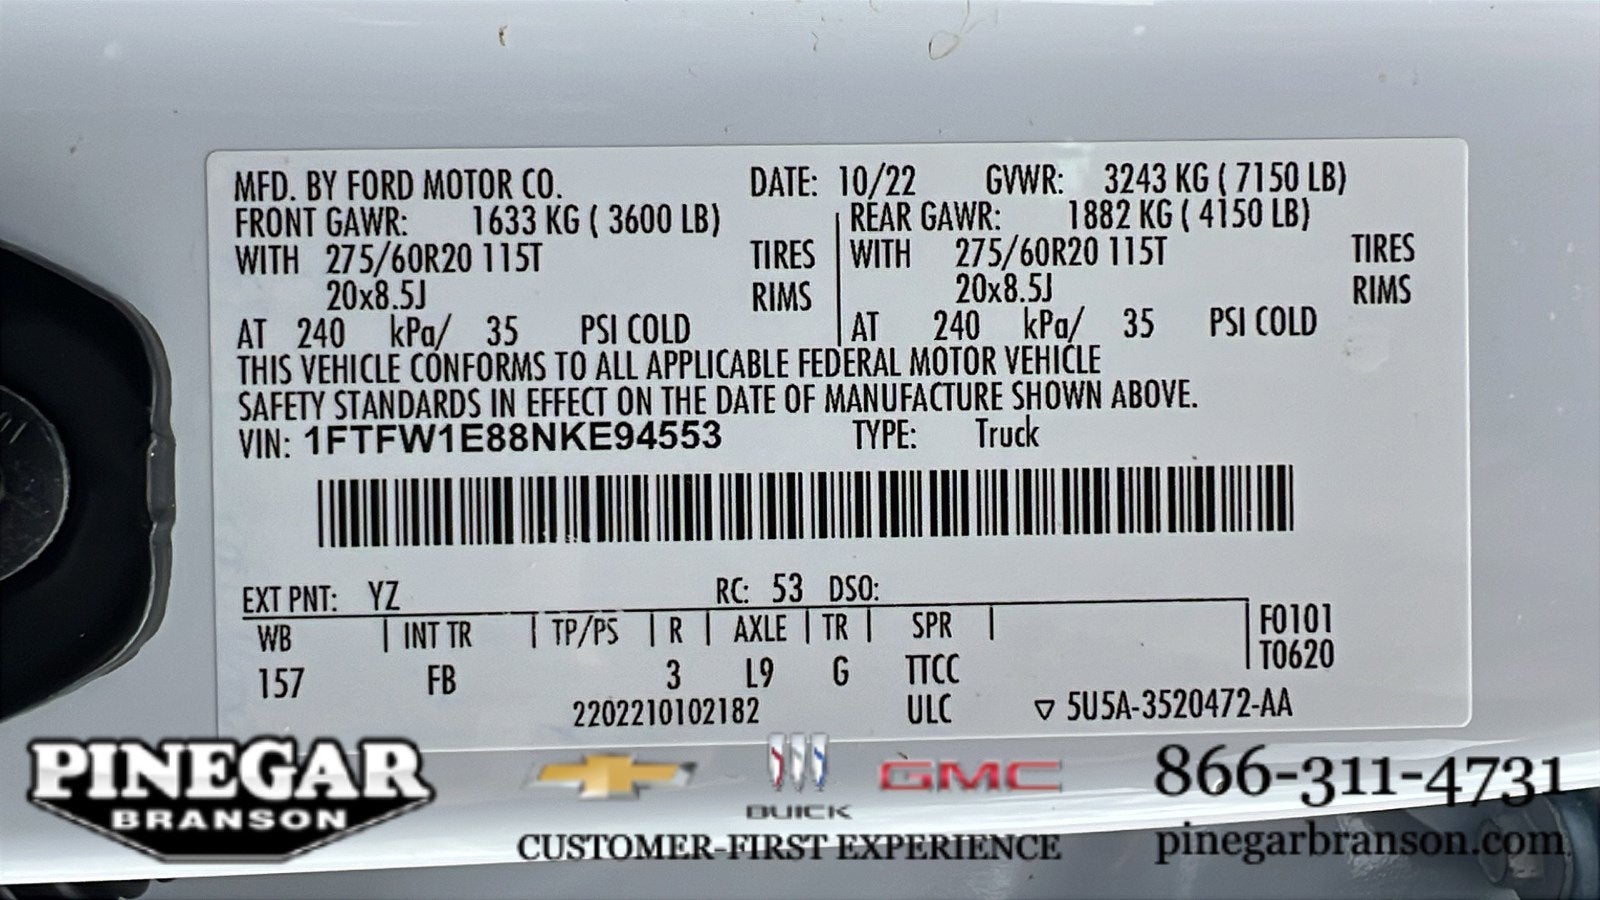 MFD. BY FORD MOTOR CO. DATE: 10/22 GVWR: 3243 KG ( 7150 LB)
FRONT GAWR: 1633 KG ( 3600 LB) REAR GAWR: 1882 KG ( 4150 LB)
WITH 275/60R20 115T TIRES WITH 275/60R20 115T TIRES
20x8.5J RIMS 20x8.5J RIMS
AT 240 kPa/ 35 PSI COLD AT 240 kPa/ 35 PSI COLD
THIS VEHICLE CONFORMS TO ALL APPLICABLE FEDERAL MOTOR VEHICLE
SAFETY STANDARDS IN EFFECT ON THE DATE OF MANUFACTURE SHOWN ABOVE.
VIN: 1FTFW1E88NKE94553 TYPE: Truck
EXT PNT: YZ RC: 53 DSO:
WB INT TR TP/PS R AXLE TR SPR F0101
157 FB 3 L9 G TTCC T0620
2202210102182 ULC ▽ 5U5A-3520472-AA
PINEGAR
BRANSON
BUICK
GMC
CUSTOMER-FIRST EXPERIENCE
866-311-4731
pinegarbranson.com